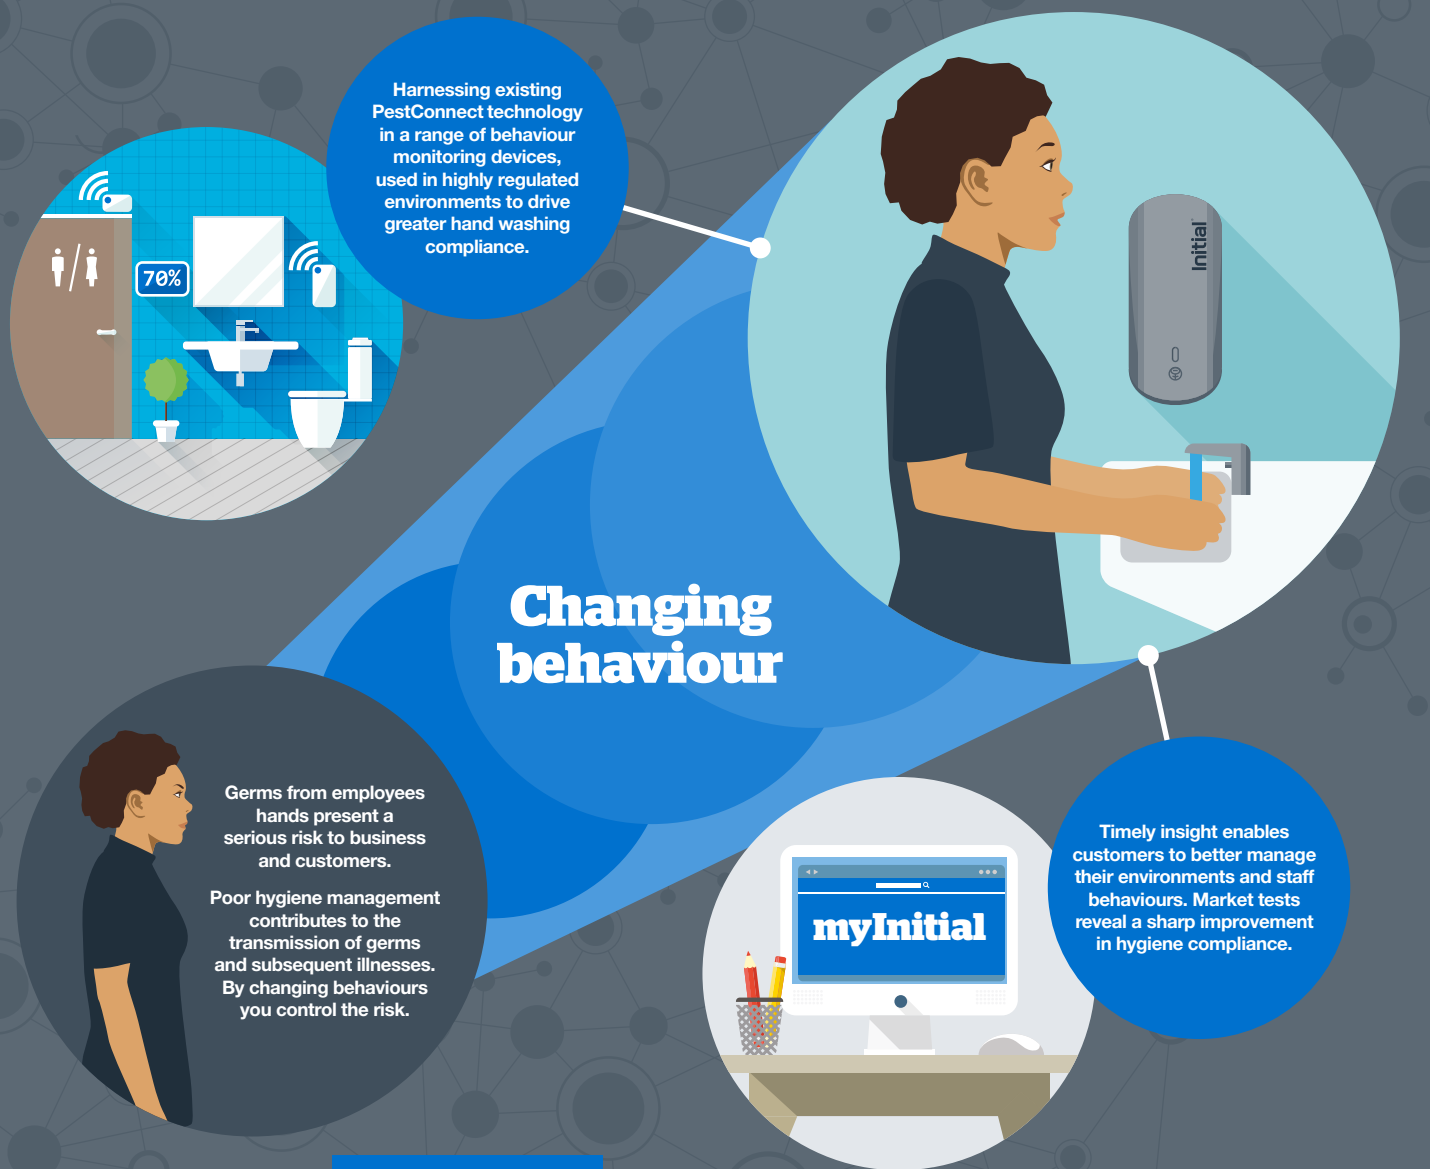 Harnessing existing
PestConnect technology
in a range of behaviour
monitoring devices,
used in highly regulated
environments to drive
greater hand washing
compliance.
70%
Initial
Changing
behaviour
Germs from employees
hands present a
serious risk to business
and customers.
Poor hygiene management
contributes to the
transmission of germs
and subsequent illnesses.
By changing behaviours
you control the risk.
myInitial
Timely insight enables
customers to better manage
their environments and staff
behaviours. Market tests
reveal a sharp improvement
in hygiene compliance.